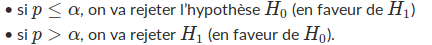 • si p ≤ α, on va rejeter l'hypothèse H₀ (en faveur de H₁)
• si p > α, on va rejeter H₁ (en faveur de H₀).